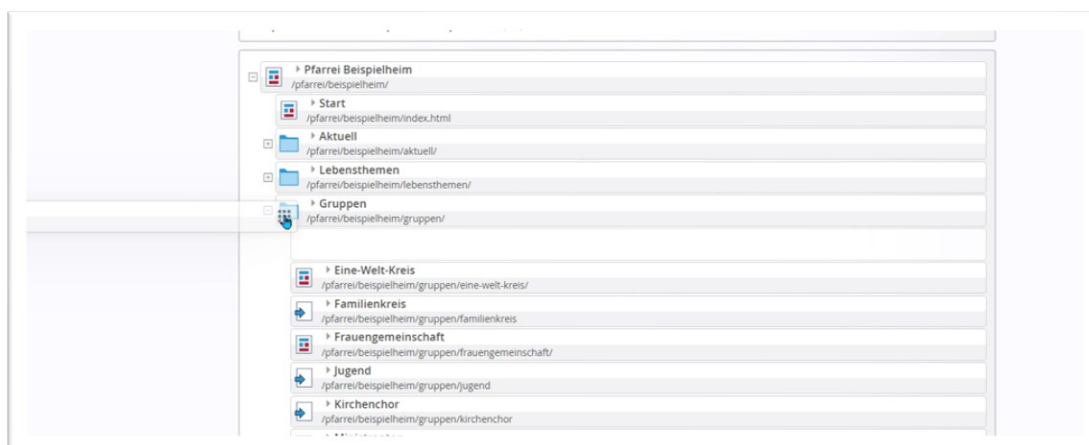 Pfarrei Beispielheim
/pfarrei/beispielheim/
Start
/pfarrei/beispielheim/index.html
Aktuell
/pfarrei/beispielheim/aktuell/
Lebensthemen
/pfarrei/beispielheim/lebensthemen/
Gruppen
/pfarrei/beispielheim/gruppen/
Eine-Welt-Kreis
/pfarrei/beispielheim/gruppen/eine-welt-kreis/
Familienkreis
/pfarrei/beispielheim/gruppen/familienkreis
Frauengemeinschaft
/pfarrei/beispielheim/gruppen/frauengemeinschaft/
Jugend
/pfarrei/beispielheim/gruppen/jugend
Kirchenchor
/pfarrei/beispielheim/gruppen/kirchenchor